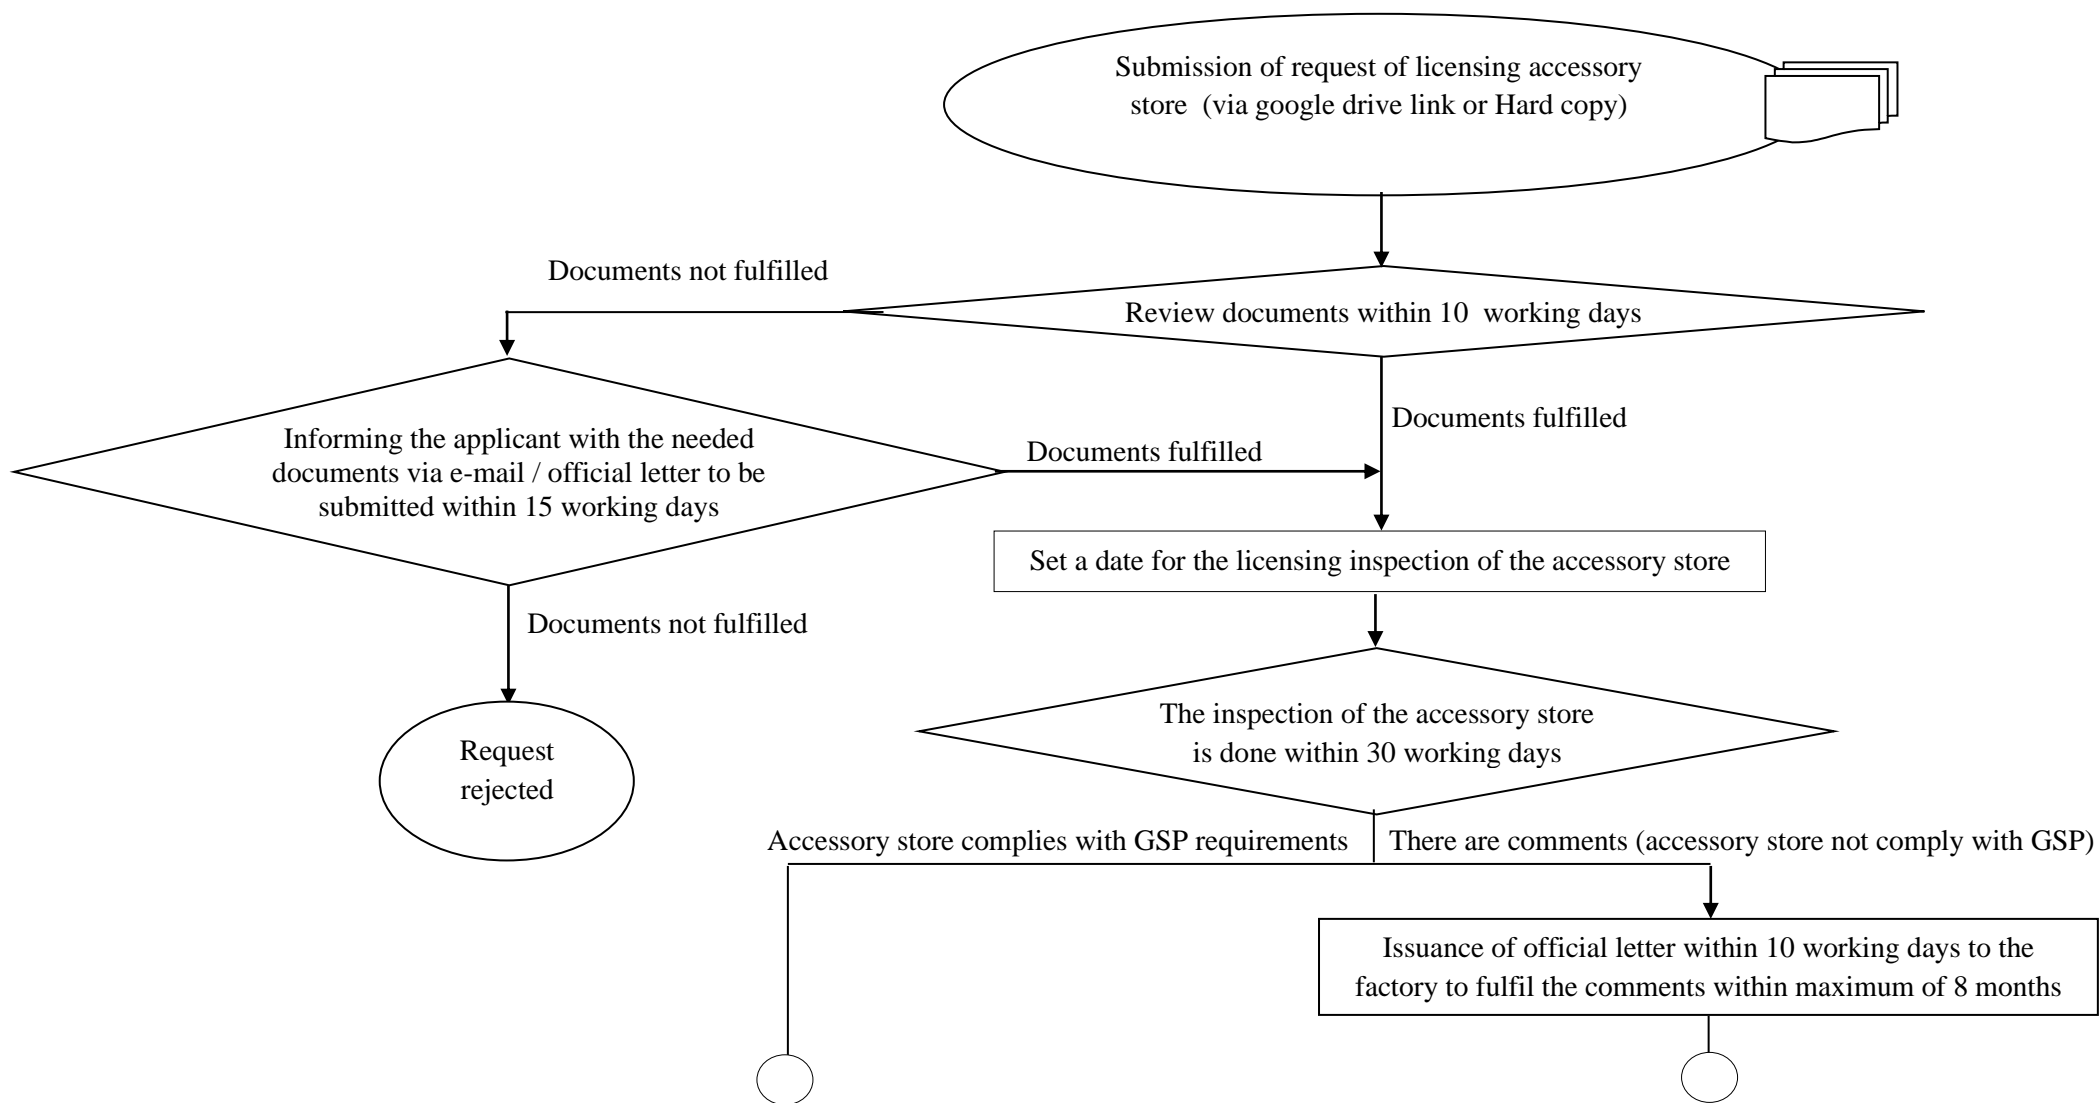 Submission of request of licensing accessory
store (via google drive link or Hard copy)
Documents not fulfilled
Review documents within 10 working days
Documents fulfilled
Informing the applicant with the needed
documents via e-mail / official letter to be
submitted within 15 working days
Documents fulfilled
Set a date for the licensing inspection of the accessory store
Documents not fulfilled
Request
rejected
The inspection of the accessory store
is done within 30 working days
Accessory store complies with GSP requirements
There are comments (accessory store not comply with GSP)
Issuance of official letter within 10 working days to the
factory to fulfil the comments within maximum of 8 months